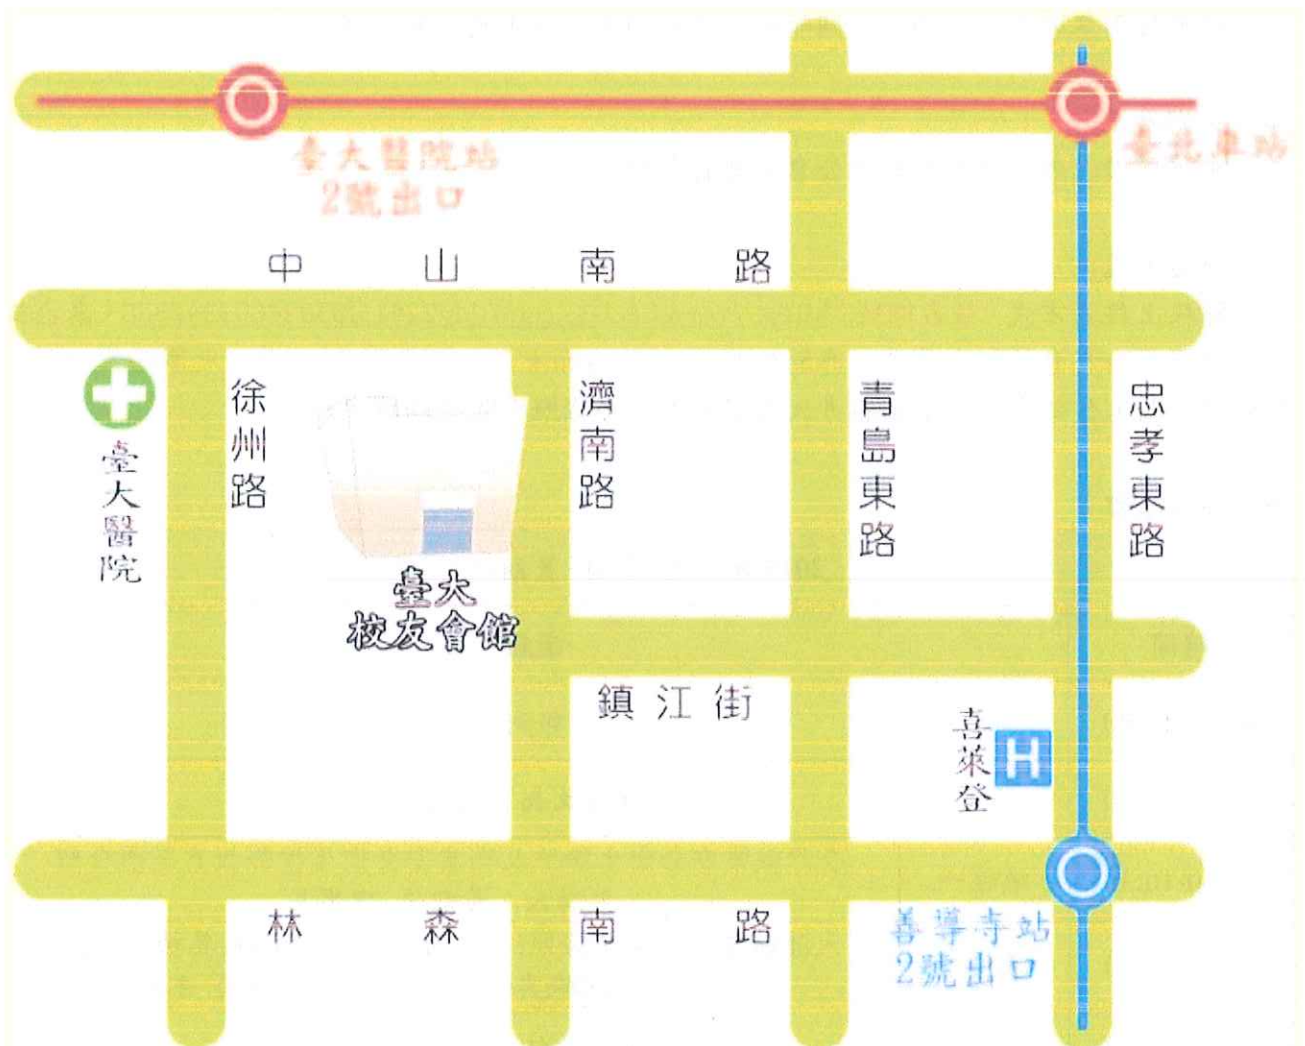 臺大醫院站
2號出口
臺北車站
中山南路
徐州路
濟南路
青島東路
忠孝東路
臺大醫院
臺大
校友會館
鎮江街
喜萊登
H
林森南路
善導寺站
2號出口